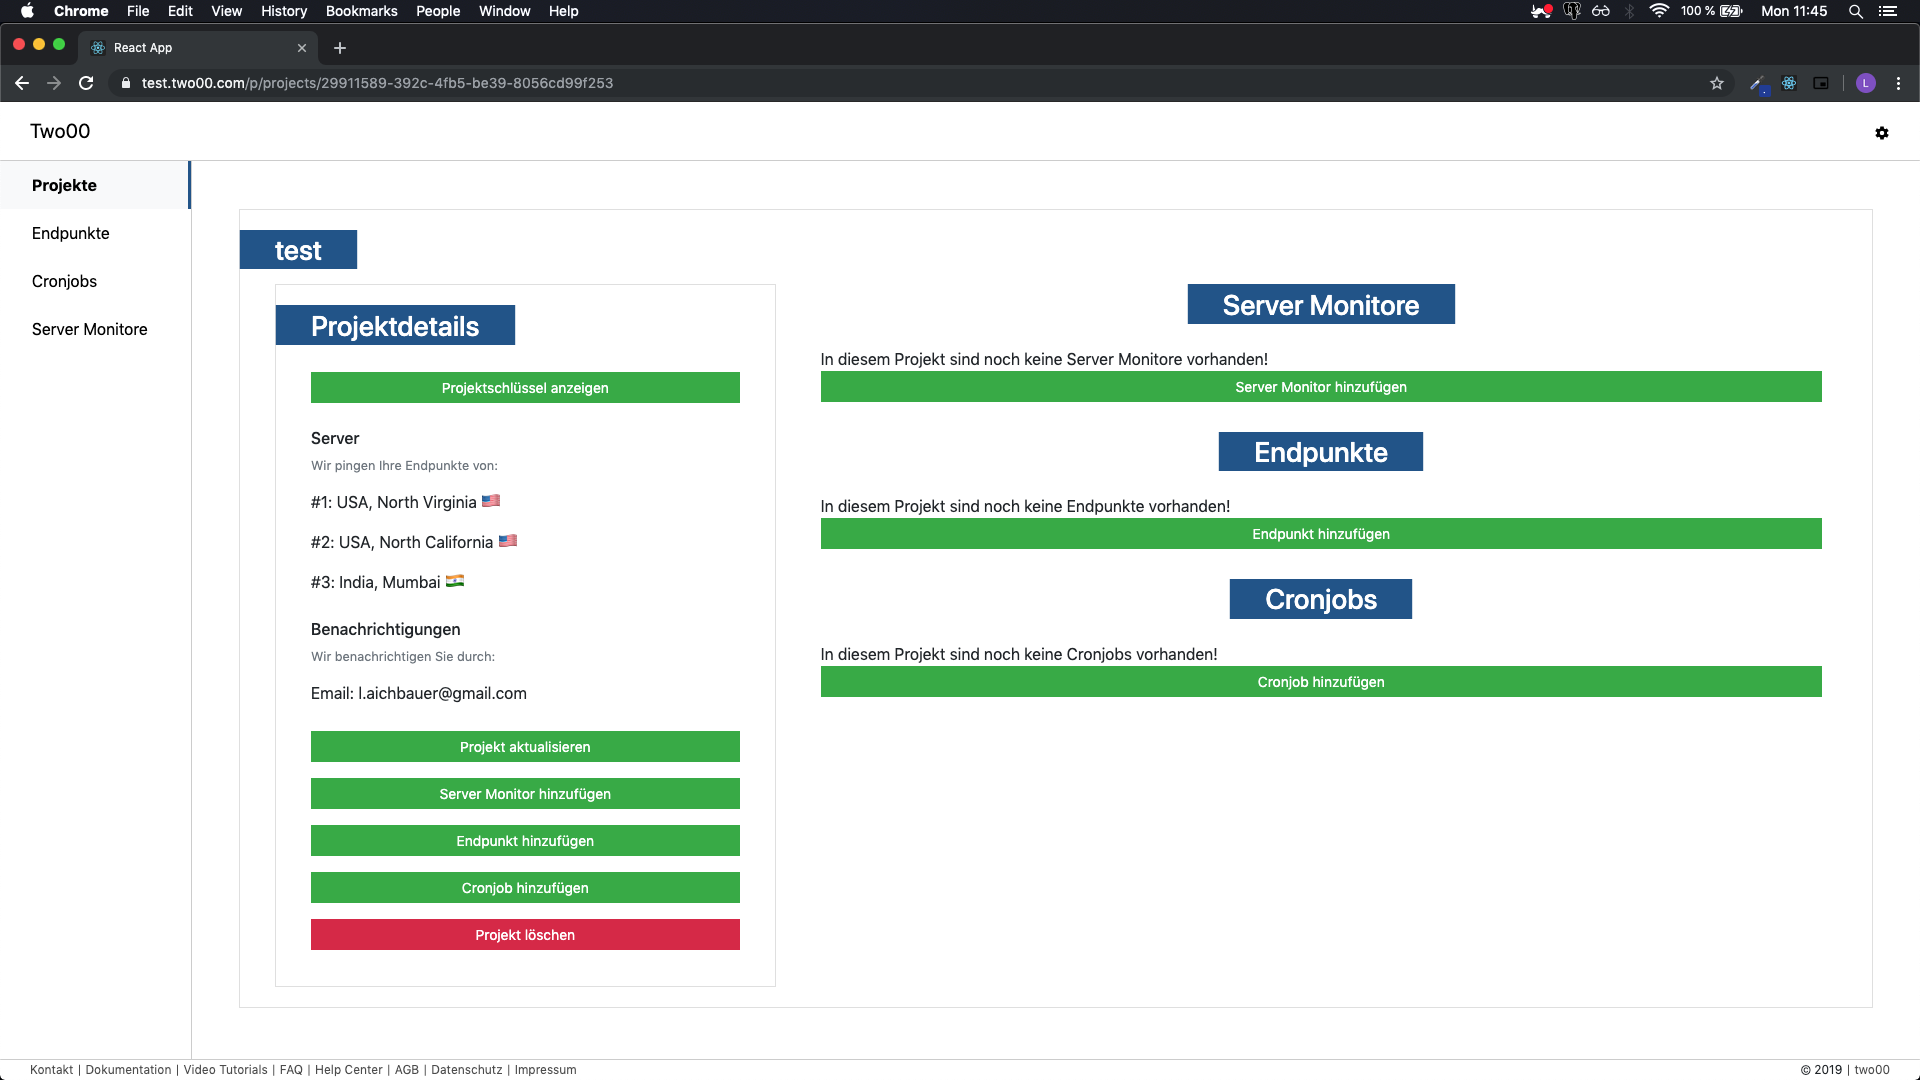 Chrome File Edit View History Bookmarks People Window Help
100 % Mon 11:45
React App
test.two00.com/p/projects/29911589-392c-4fb5-be39-8056cd99f253
L
Two00
Projekte
Endpunkte
Cronjobs
Server Monitore
test
Projektdetails
Projektschlüssel anzeigen
Server
Wir pingen Ihre Endpunkte von:
#1: USA, North Virginia 🇺🇸
#2: USA, North California 🇺🇸
#3: India, Mumbai 🇮🇳
Benachrichtigungen
Wir benachrichtigen Sie durch:
Email: l.aichbauer@gmail.com
Projekt aktualisieren
Server Monitor hinzufügen
Endpunkt hinzufügen
Cronjob hinzufügen
Projekt löschen
Server Monitore
In diesem Projekt sind noch keine Server Monitore vorhanden!
Server Monitor hinzufügen
Endpunkte
In diesem Projekt sind noch keine Endpunkte vorhanden!
Endpunkt hinzufügen
Cronjobs
In diesem Projekt sind noch keine Cronjobs vorhanden!
Cronjob hinzufügen
Kontakt | Dokumentation | Video Tutorials | FAQ | Help Center | AGB | Datenschutz | Impressum
© 2019 | two00